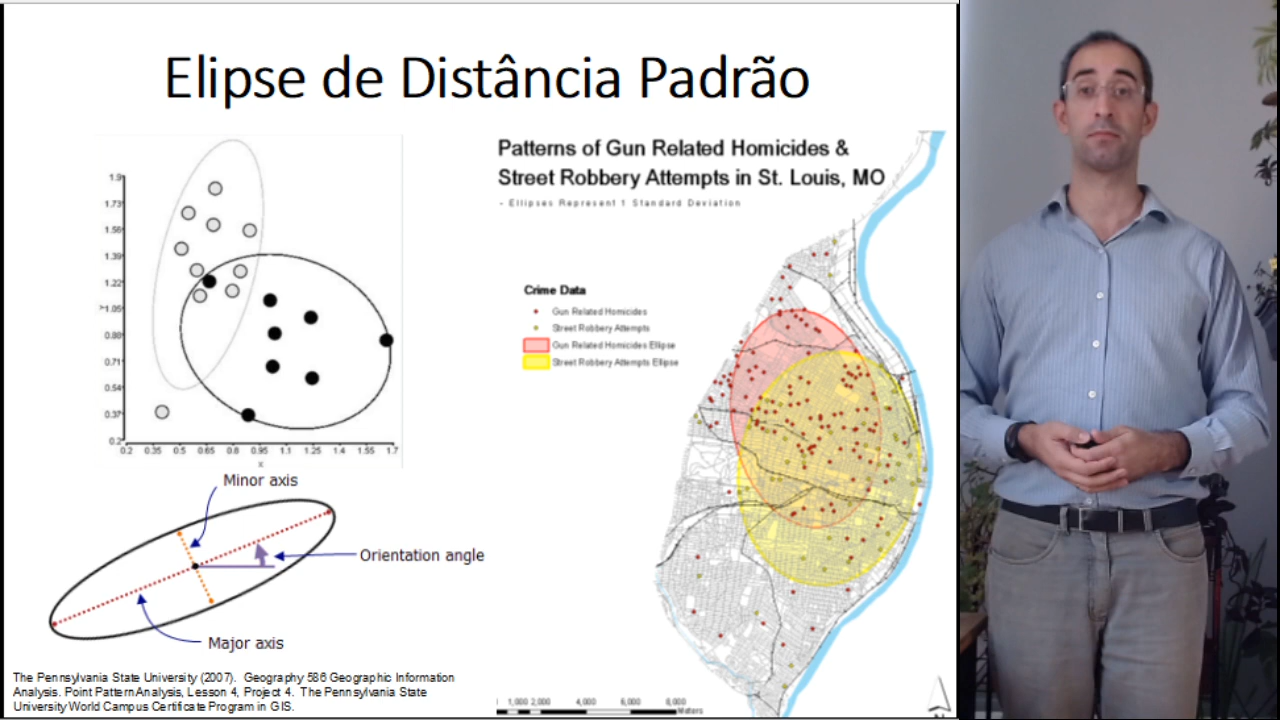 Elipse de Distância Padrão
1.9
1.73
1.56
1.39
1.22
>1.05
0.88
0.71
0.54
0.37
0.2
0.2 0.35 0.5 0.65 0.8 0.95 1.1 1.25 1.4 1.55 1.7
x
Minor axis
Orientation angle
Major axis
The Pennsylvania State University (2007). Geography 586 Geographic Information
Analysis. Point Pattern Analysis, Lesson 4, Project 4. The Pennsylvania State
University World Campus Certificate Program in GIS.
Patterns of Gun Related Homicides &
Street Robbery Attempts in St. Louis, MO
- Ellipses Represent 1 Standard Deviation
Crime Data
Gun Related Homicides
Street Robbery Attempts
Gun Related Homicides Ellipse
Street Robbery Attempts Ellipse
1,000 2,000 4,000 6,000 8,000
Meters
N